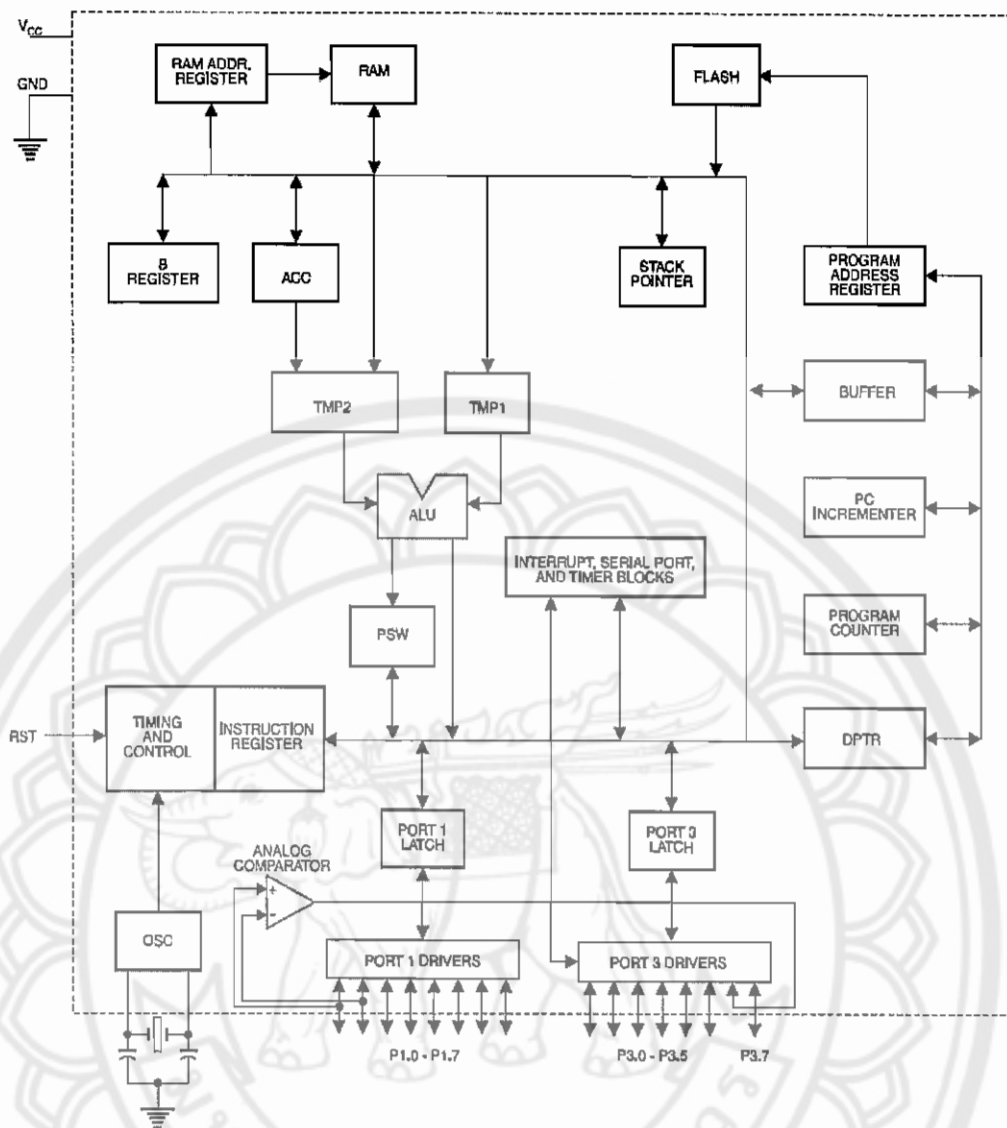 VCC
GND
RAM ADDR.
REGISTER
RAM
FLASH
B
REGISTER
ACC
STACK
POINTER
PROGRAM
ADDRESS
REGISTER
TMP2
TMP1
BUFFER
ALU
PC
INCREMENTER
INTERRUPT, SERIAL PORT,
AND TIMER BLOCKS
PSW
PROGRAM
COUNTER
RST
TIMING
AND
CONTROL
INSTRUCTION
REGISTER
DPTR
PORT 1
LATCH
PORT 3
LATCH
ANALOG
COMPARATOR
+
−
OSC
PORT 1 DRIVERS
PORT 3 DRIVERS
P1.0 - P1.7
P3.0 - P3.5
P3.7